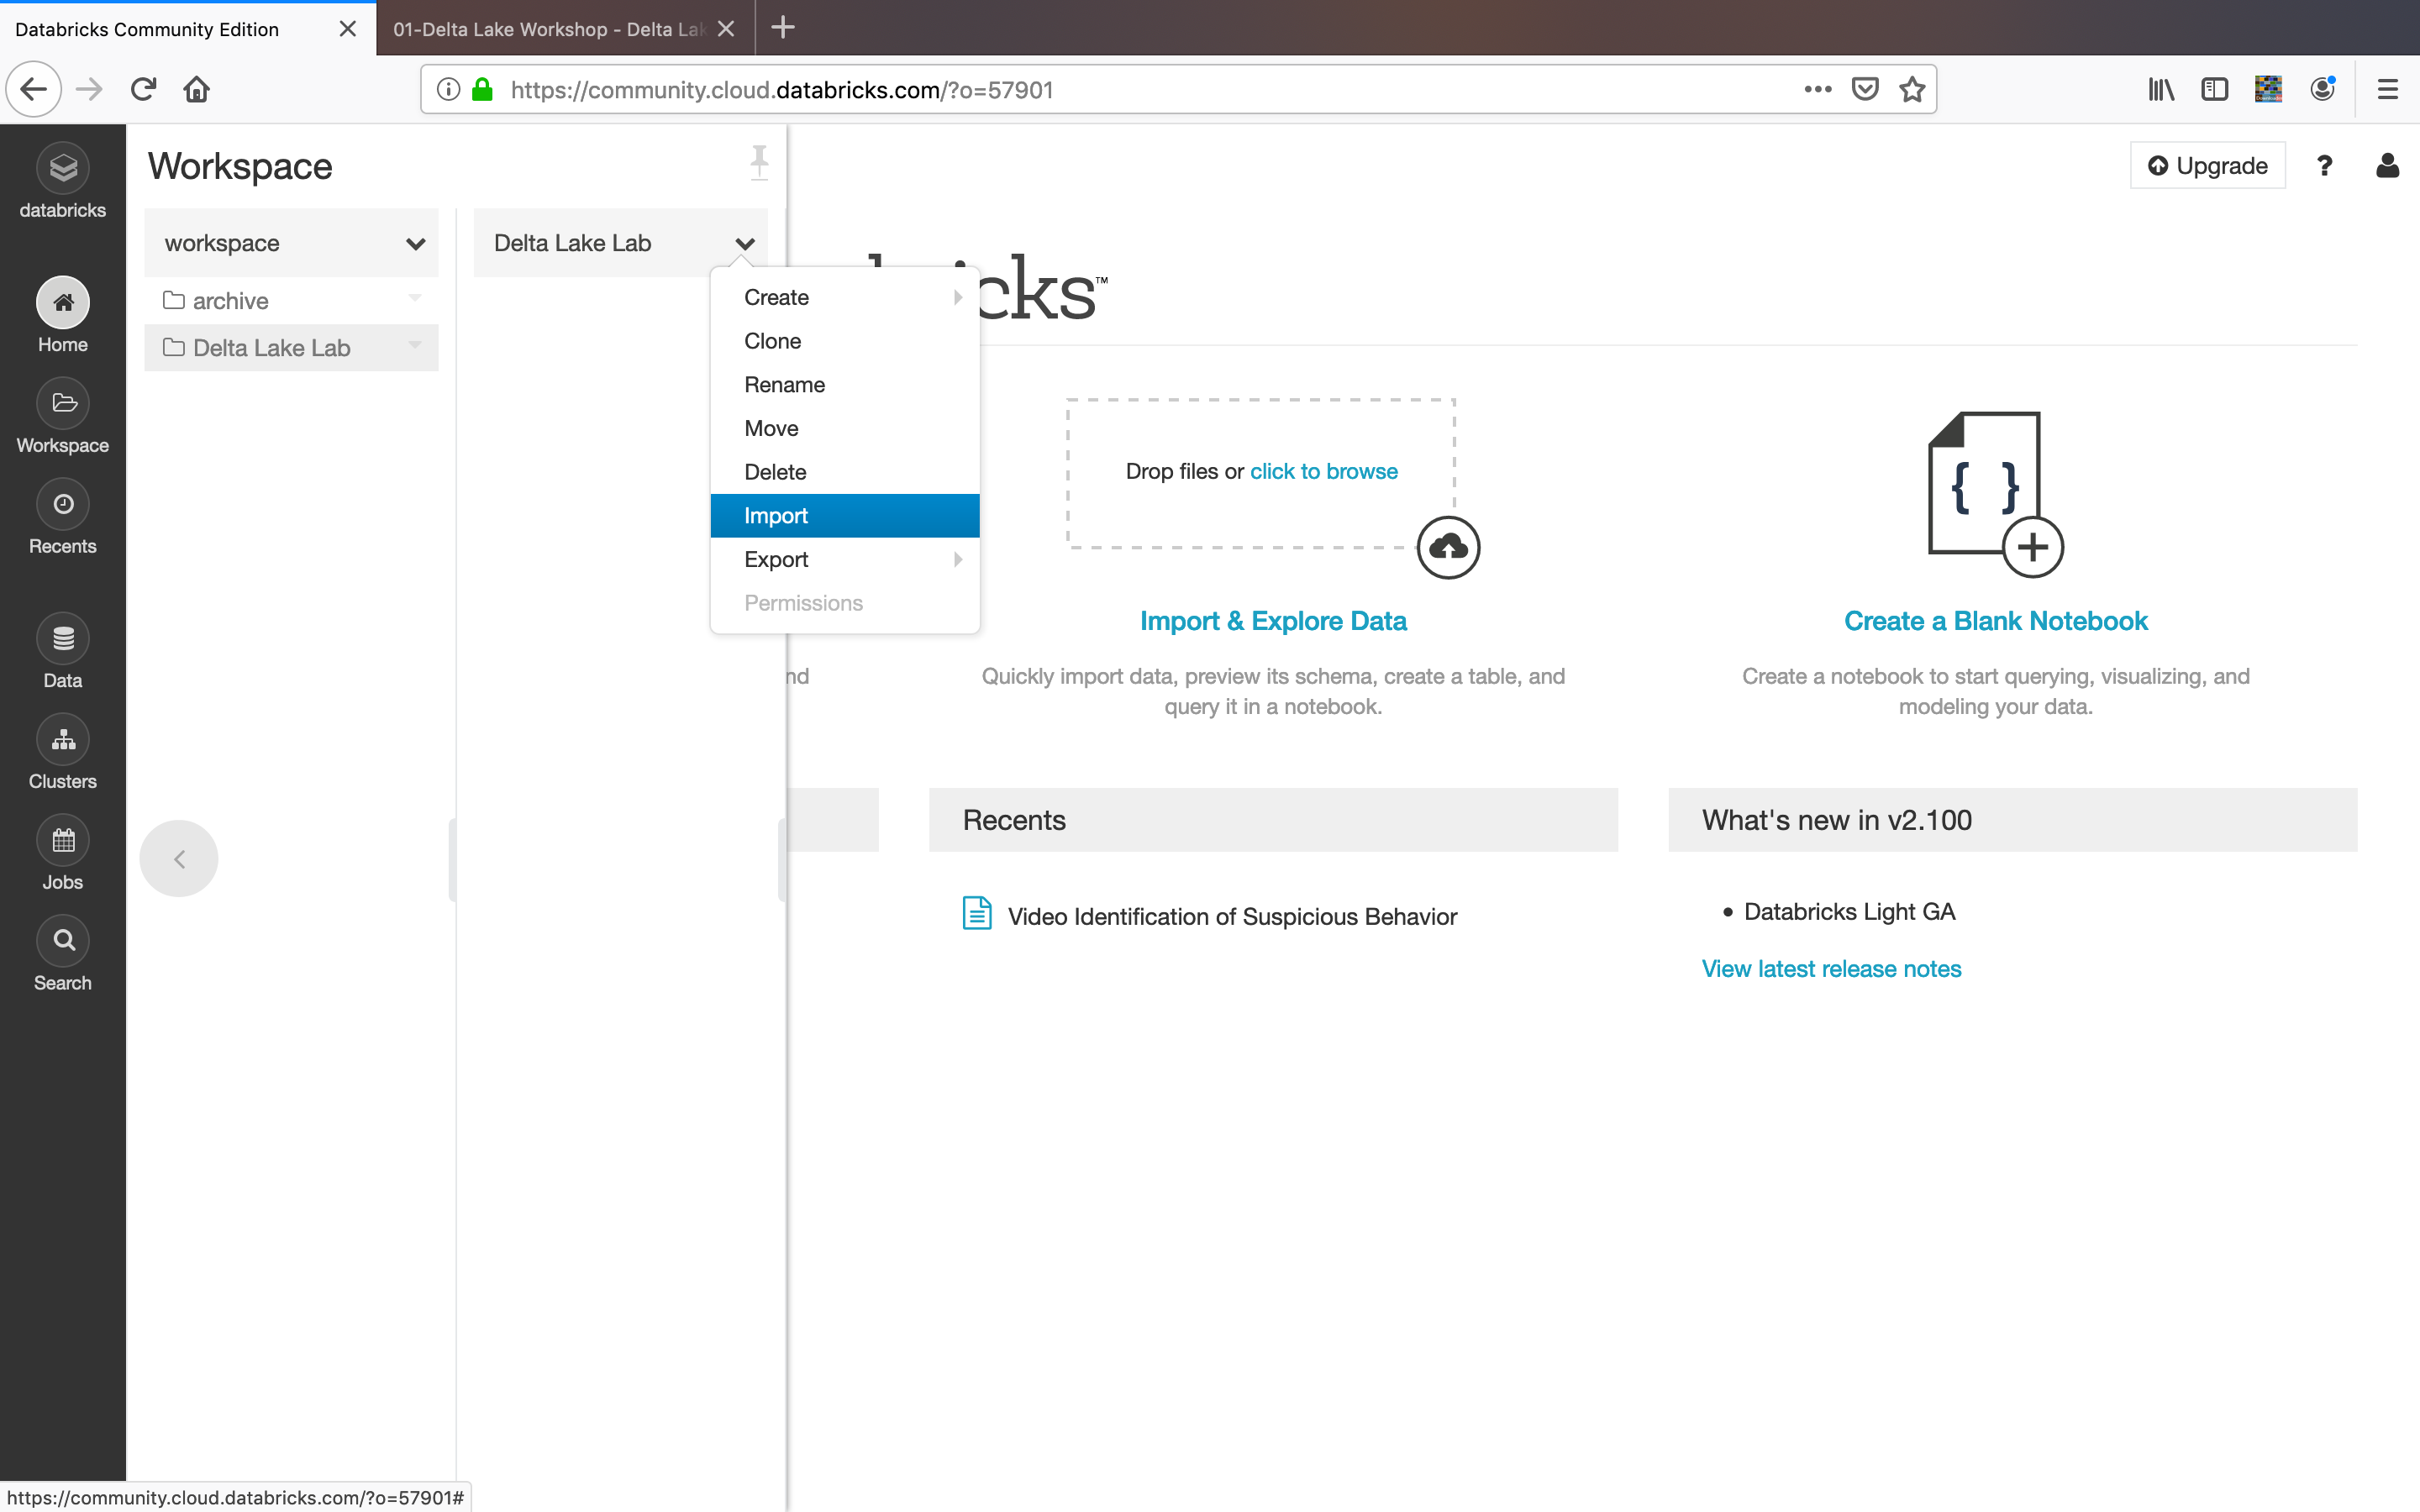 Databricks Community Edition
01-Delta Lake Workshop - Delta Lak
https://community.cloud.databricks.com/?o=57901
databricks
Home
Workspace
Recents
Data
Clusters
Jobs
Search
Workspace
workspace
archive
Delta Lake Lab
Delta Lake Lab
Create
Clone
Rename
Move
Delete
Import
Export
Permissions
Upgrade
?
icks™
Drop files or click to browse
{ }
Import & Explore Data
nd
Quickly import data, preview its schema, create a table, and
query it in a notebook.
Create a Blank Notebook
Create a notebook to start querying, visualizing, and
modeling your data.
Recents
Video Identification of Suspicious Behavior
What's new in v2.100
• Databricks Light GA
View latest release notes
https://community.cloud.databricks.com/?o=57901#